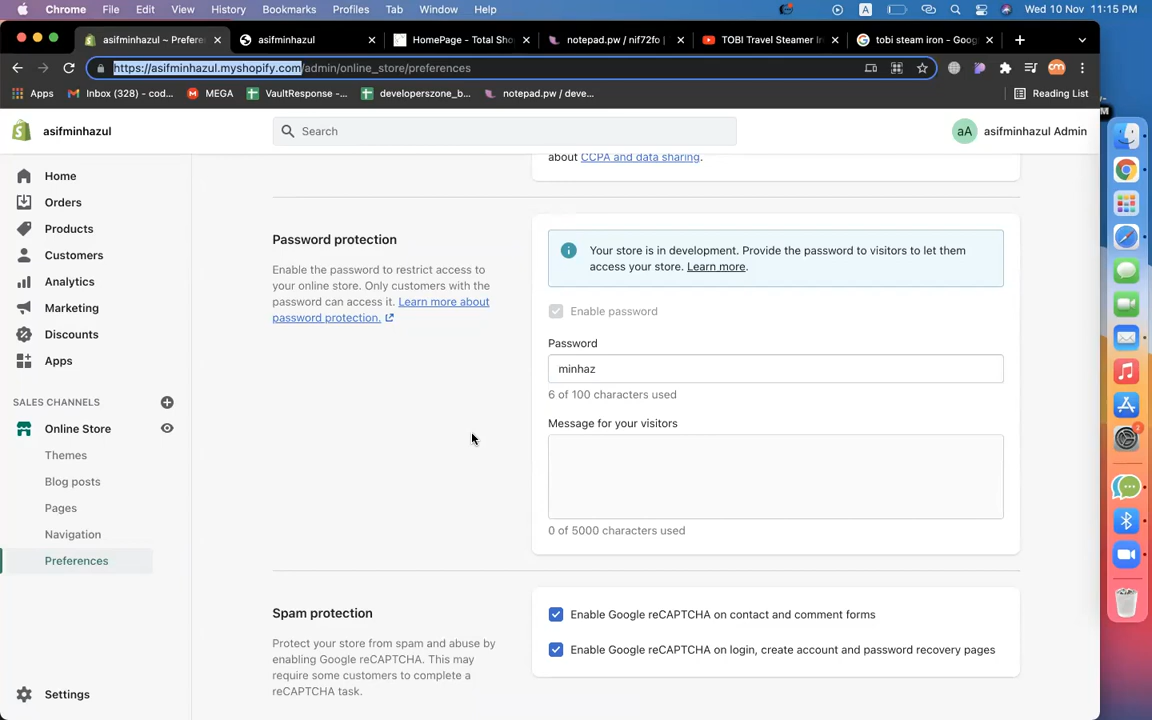 Chrome File Edit View History Bookmarks Profiles Tab Window Help A Wed 10 Nov 11:15 PM
asifminhazul ~ Prefere asifminhazul HomePage - Total Sho notepad.pw / nif72fo TOBI Travel Steamer In tobi steam iron - Goog
https://asifminhazul.myshopify.com/admin/online_store/preferences
Apps Inbox (328) - cod... MEGA VaultResponse -... developerszone_b... notepad.pw / deve... Reading List
asifminhazul Search aA asifminhazul Admin
about CCPA and data sharing.
Home
Orders
Products
Customers
Analytics
Marketing
Discounts
Apps
SALES CHANNELS
Online Store
Themes
Blog posts
Pages
Navigation
Preferences
Settings
Password protection
Enable the password to restrict access to
your online store. Only customers with the
password can access it. Learn more about
password protection.
Your store is in development. Provide the password to visitors to let them
access your store. Learn more.
Enable password
Password
minhaz
6 of 100 characters used
Message for your visitors
0 of 5000 characters used
Spam protection
Protect your store from spam and abuse by
enabling Google reCAPTCHA. This may
require some customers to complete a
reCAPTCHA task.
Enable Google reCAPTCHA on contact and comment forms
Enable Google reCAPTCHA on login, create account and password recovery pages